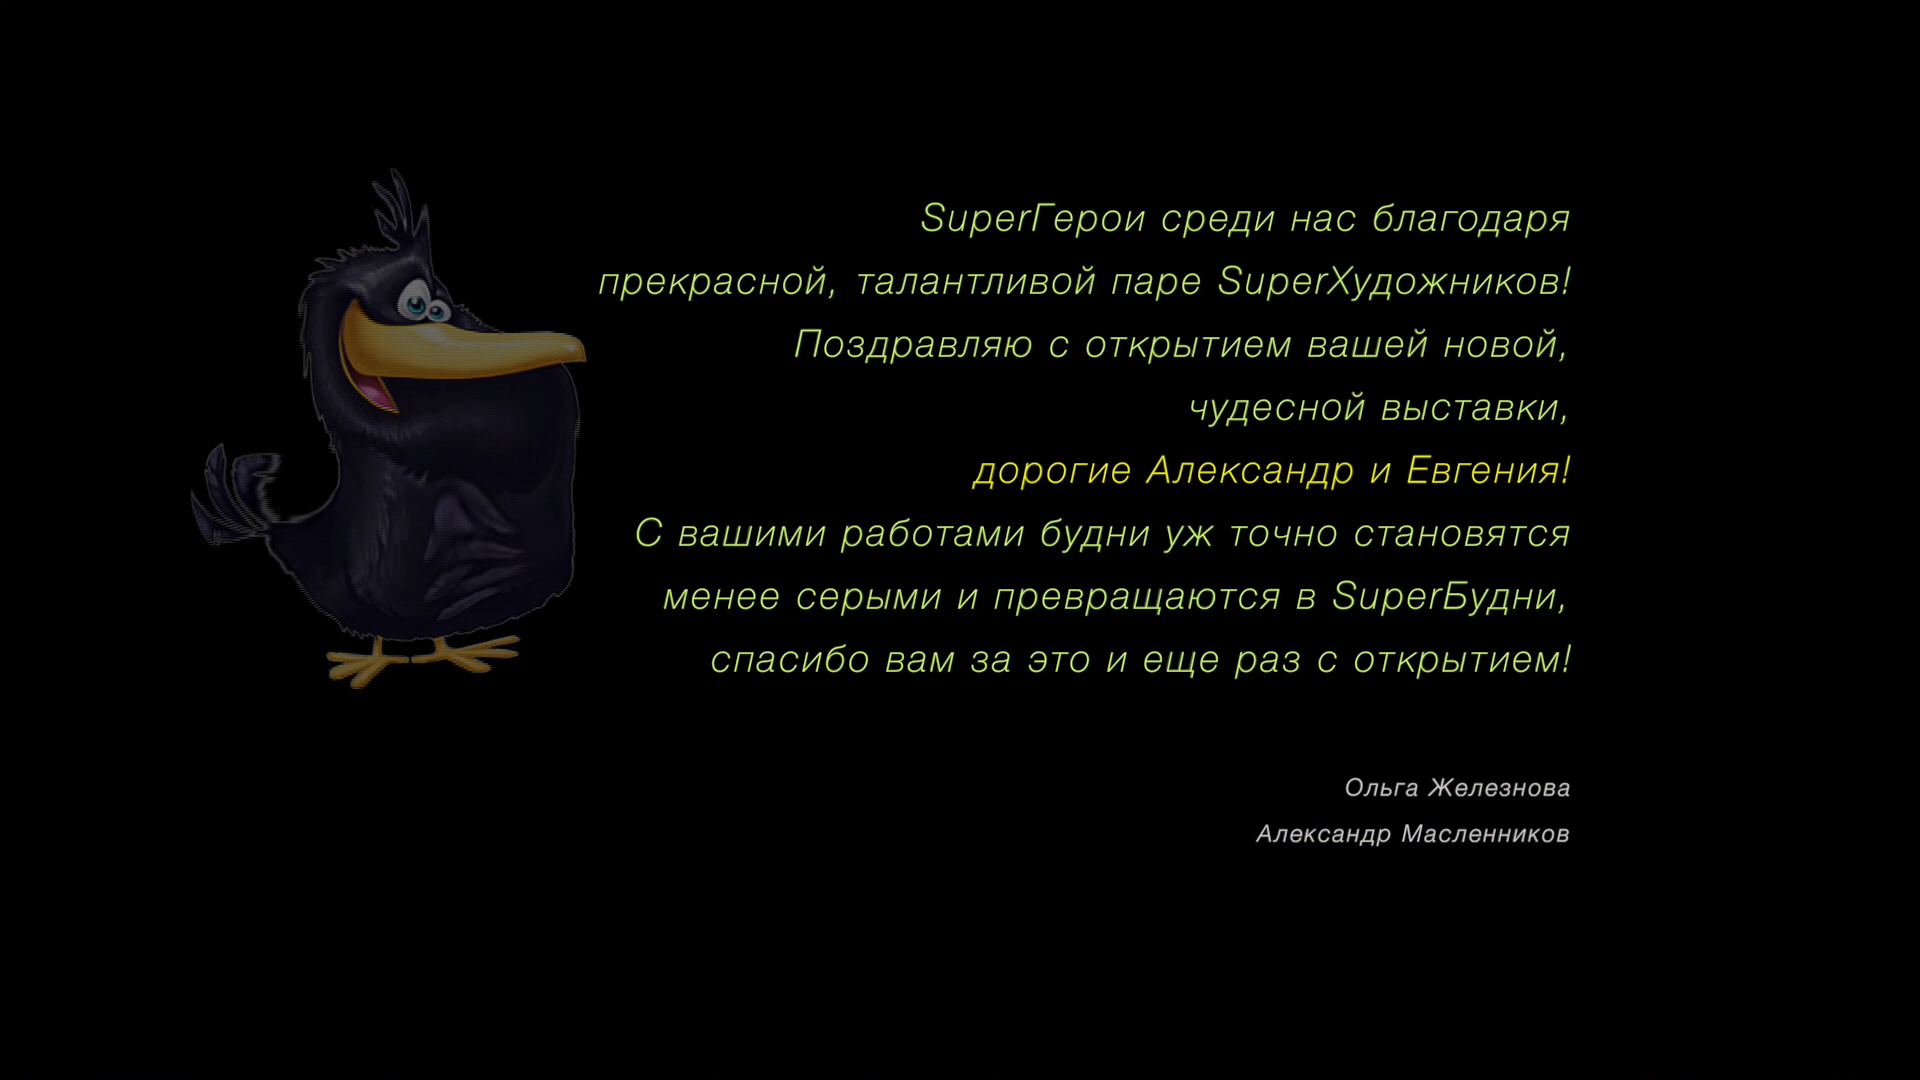 SuperГерои среди нас благодаря
прекрасной, талантливой паре SuperХудожников!
Поздравляю с открытием вашей новой,
чудесной выставки,
дорогие Александр и Евгения!
С вашими работами будни уж точно становятся
менее серыми и превращаются в SuperБудни,
спасибо вам за это и еще раз с открытием!
Ольга Железнова
Александр Масленников